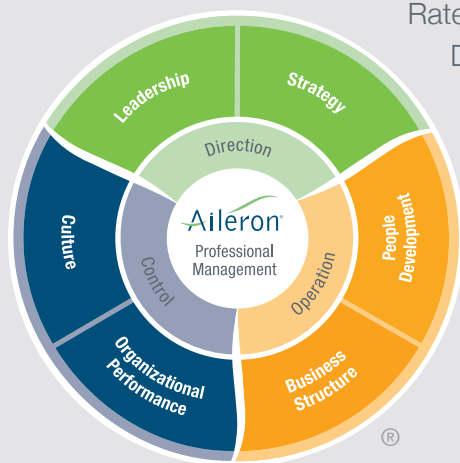 Rate
D
Leadership
Strategy
Direction
Aileron®
Professional
Management
Culture
Control
Operation
People
Development
Organizational
Performance
Business
Structure
®